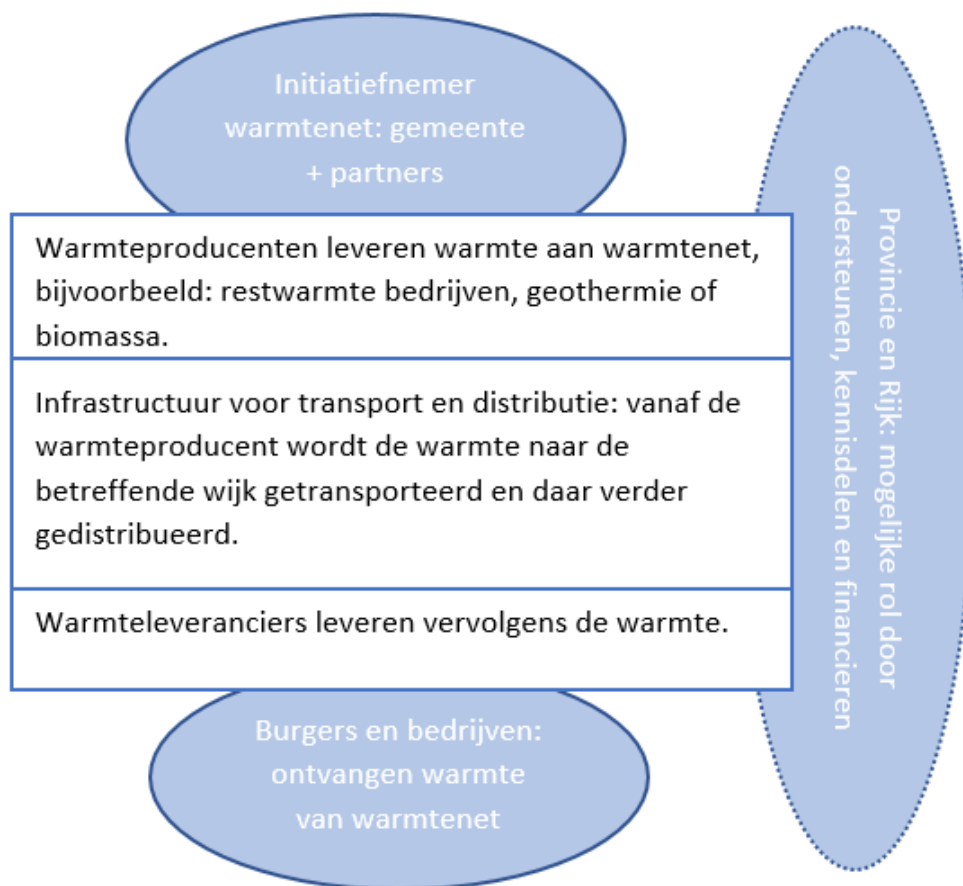 Initiatiefnemer
warmtenet: gemeente
+ partners
Warmteproducenten leveren warmte aan warmtenet,
bijvoorbeeld: restwarmte bedrijven, geothermie of
biomassa.
Infrastructuur voor transport en distributie: vanaf de
warmteproducent wordt de warmte naar de
betreffende wijk getransporteerd en daar verder
gedistribueerd.
Warmteleveranciers leveren vervolgens de warmte.
Burgers en bedrijven:
ontvangen warmte
van warmtenet
Provincie en Rijk: mogelijke rol door
ondersteunen, kennisdelen en financieren